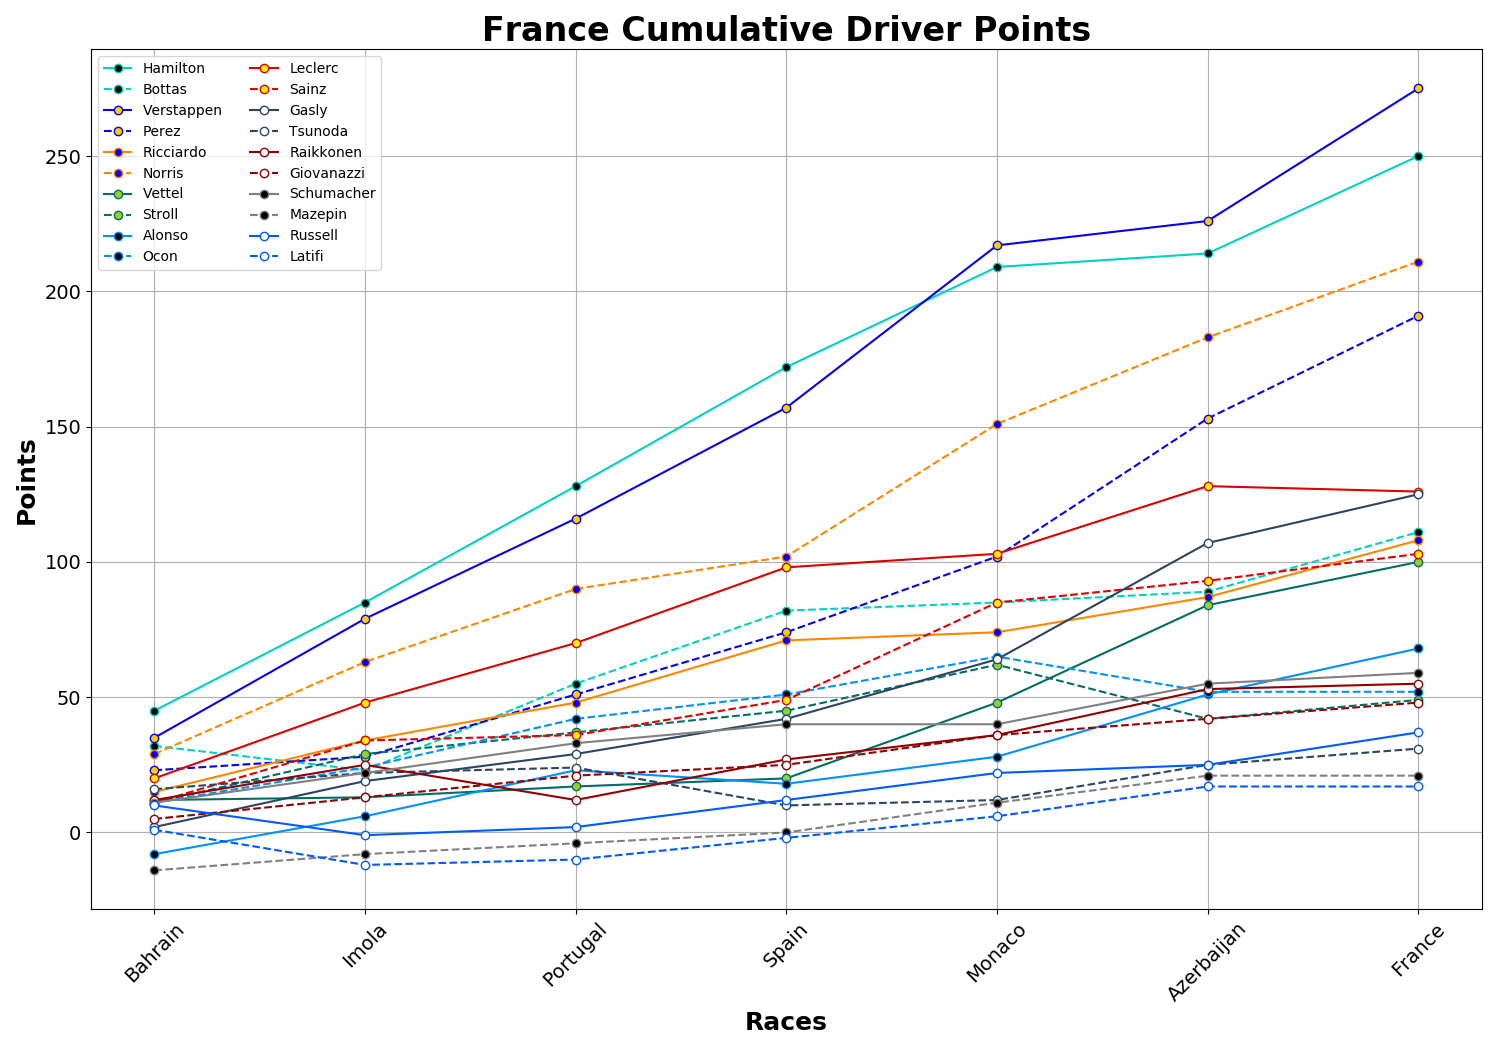 France Cumulative Driver Points
Hamilton
Bottas
Verstappen
Perez
Ricciardo
Norris
Vettel
Stroll
Alonso
Ocon
Leclerc
Sainz
Gasly
Tsunoda
Raikkonen
Giovanazzi
Schumacher
Mazepin
Russell
Latifi
250
200
150
100
50
0
Points
Bahrain
Imola
Portugal
Spain
Monaco
Azerbaijan
France
Races